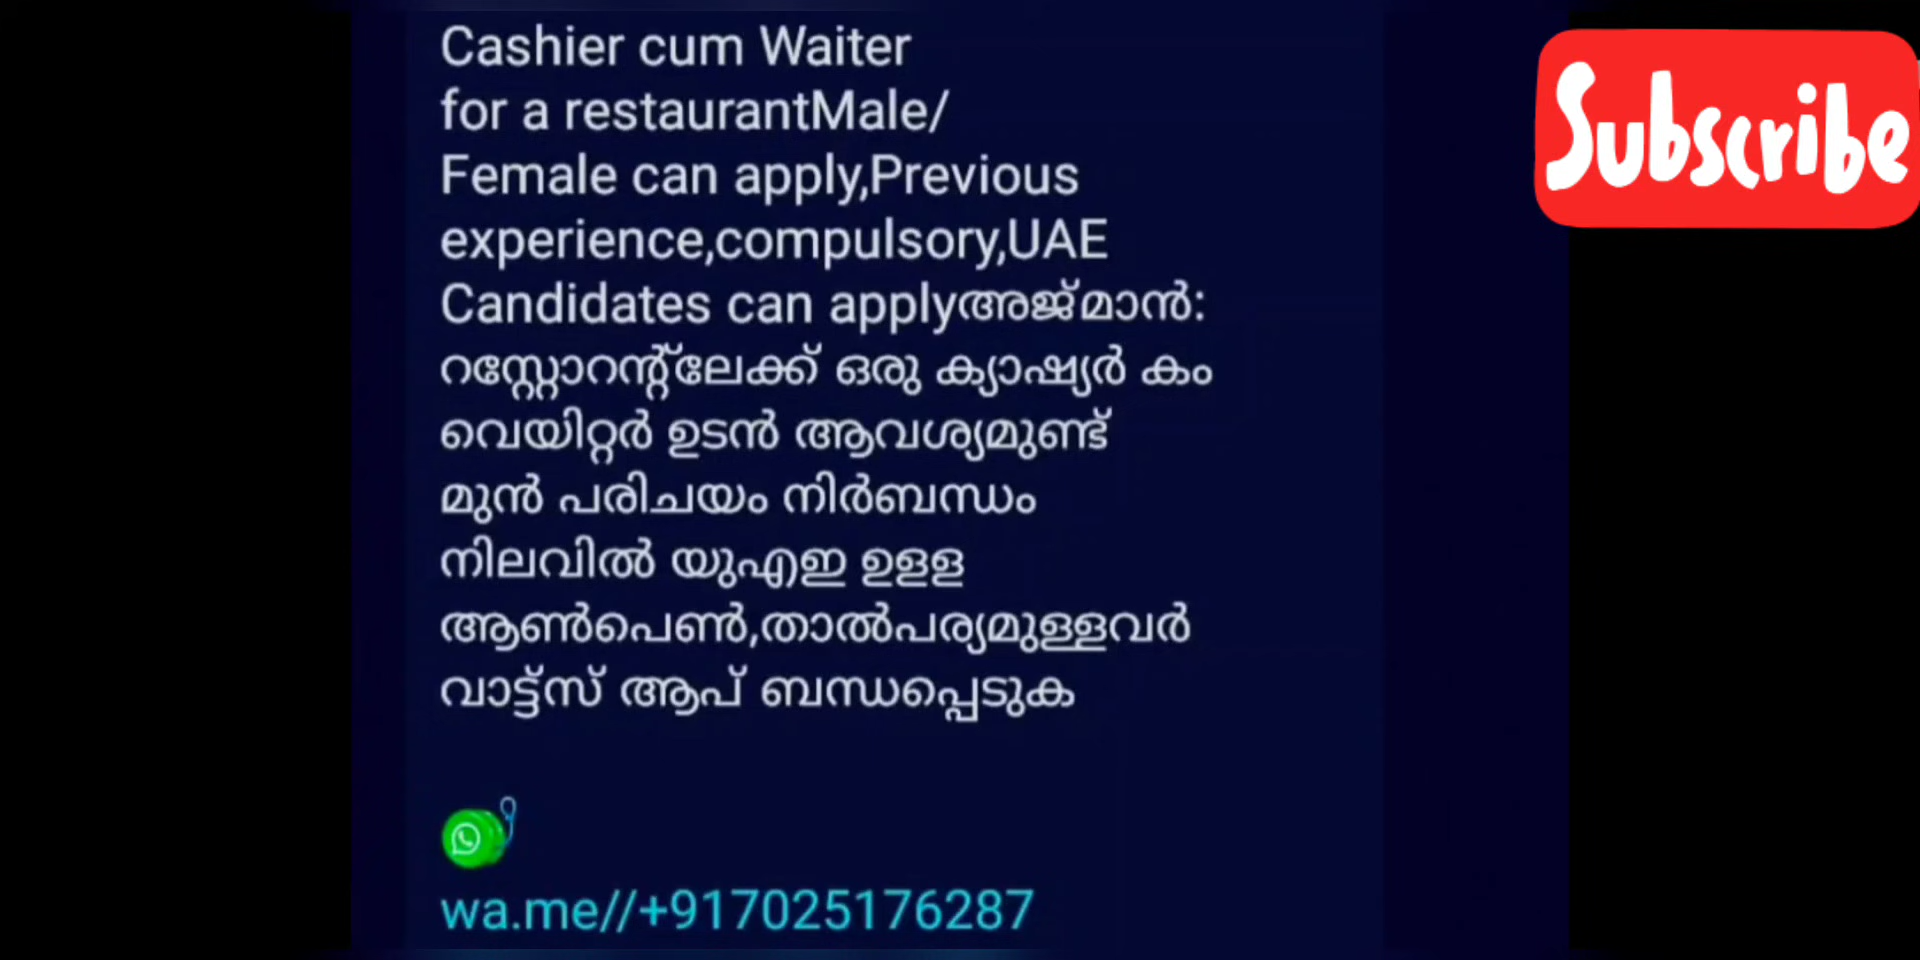 Cashier cum Waiter
for a restaurantMale/
Female can apply,Previous
experience,compulsory,UAE
Candidates can applyഅജ്മാൻ:
റസ്റ്റോറന്റ്ലേക്ക് ഒരു ക്യാഷ്യർ കം
വെയിറ്റർ ഉടൻ ആവശ്യമുണ്ട്
മുൻ പരിചയം നിർബന്ധം
നിലവിൽ യുഎഇ ഉളള
ആൺപെൺ,താൽപര്യമുള്ളവർ
വാട്ട്സ് ആപ് ബന്ധപ്പെടുക
wa.me//+917025176287
Subscribe